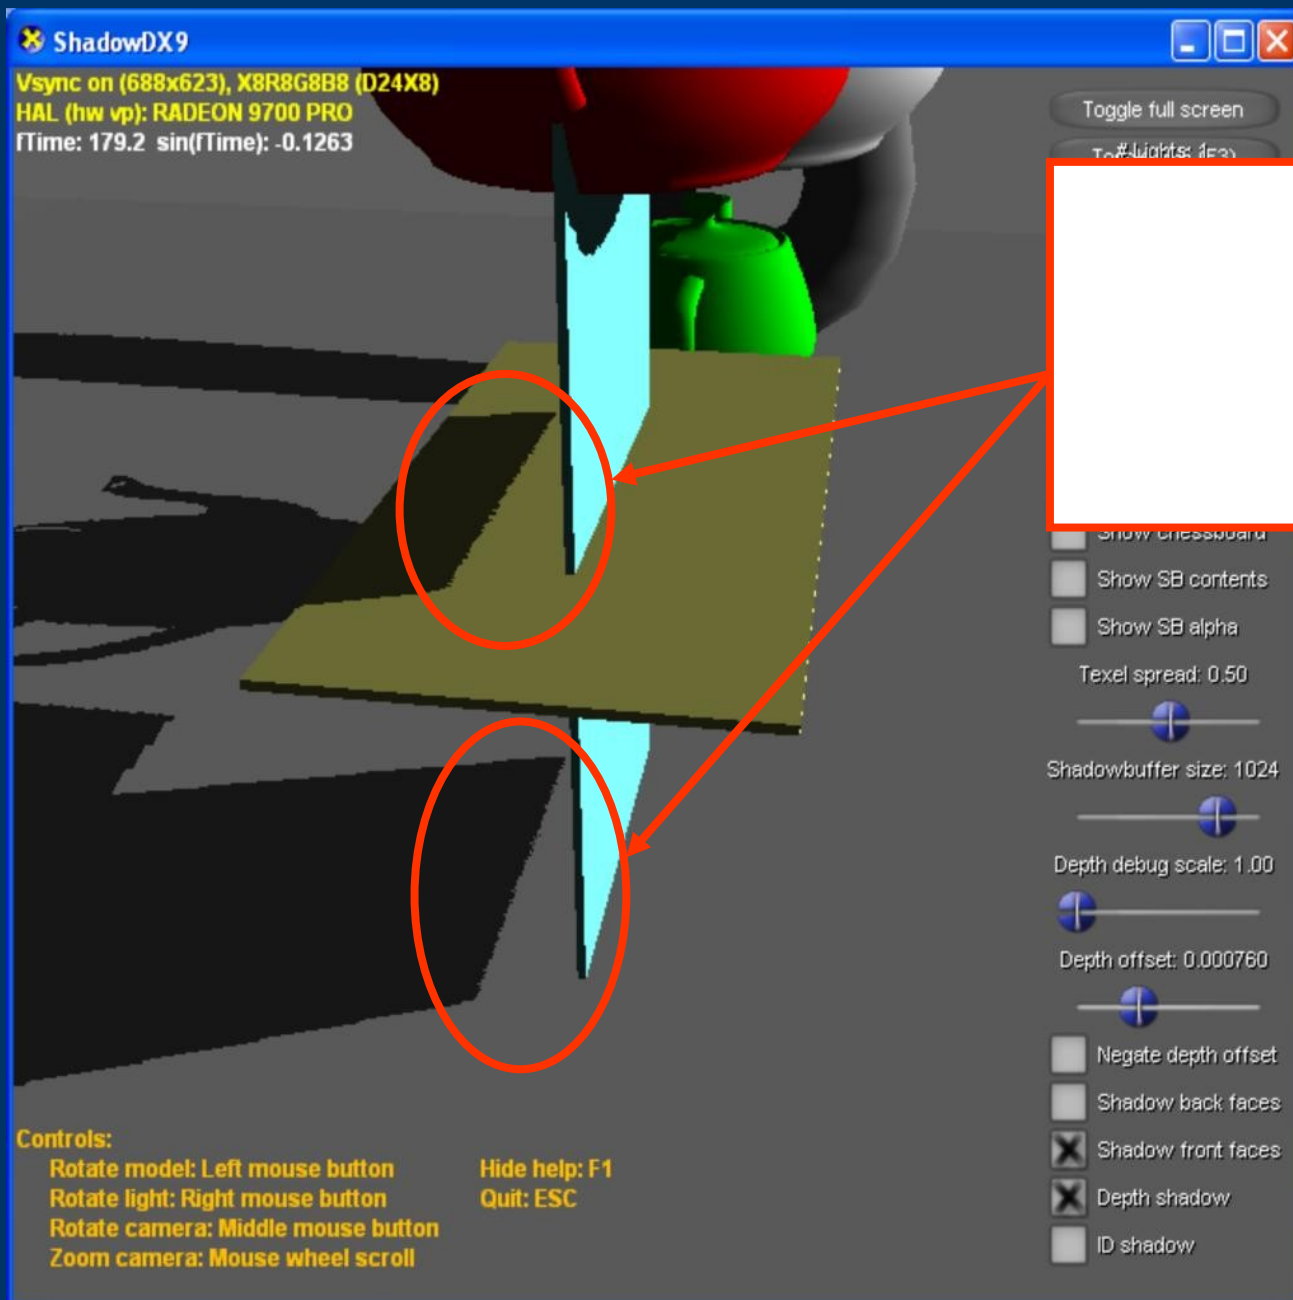 ShadowDX9
Vsync on (688x623), X8R8G8B8 (D24X8)
HAL (hw vp): RADEON 9700 PRO
fTime: 179.2 sin(fTime): -0.1263
Toggle full screen
# Lights: 1
Show chessboard
Show SB contents
Show SB alpha
Texel spread: 0.50
Shadowbuffer size: 1024
Depth debug scale: 1.00
Depth offset: 0.000760
Negate depth offset
Shadow back faces
Shadow front faces
Depth shadow
ID shadow
Controls:
Rotate model: Left mouse button Hide help: F1
Rotate light: Right mouse button Quit: ESC
Rotate camera: Middle mouse button
Zoom camera: Mouse wheel scroll